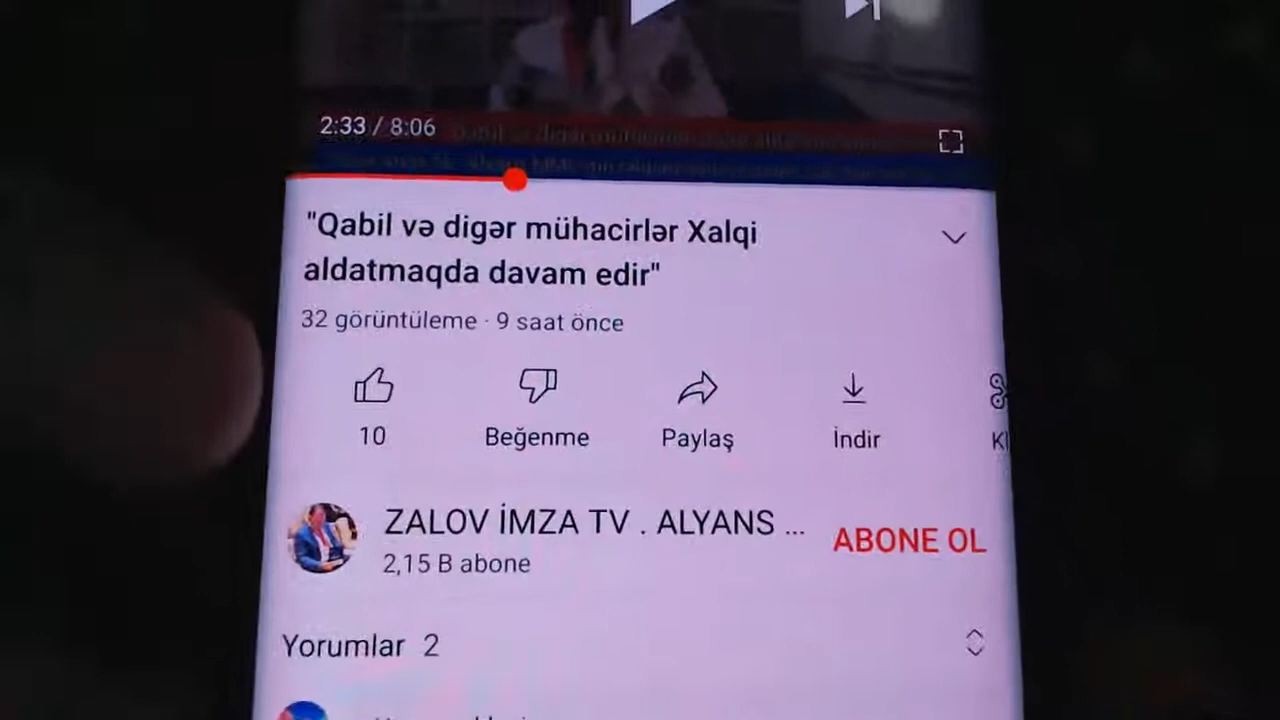 2:33 / 8:06
"Qabil və digər mühacirlər Xalqi
aldatmaqda davam edir"
32 görüntüleme · 9 saat önce
10
Beğenme
Paylaş
İndir
ZALOV İMZA TV . ALYANS ...
2,15 B abone
ABONE OL
Yorumlar 2